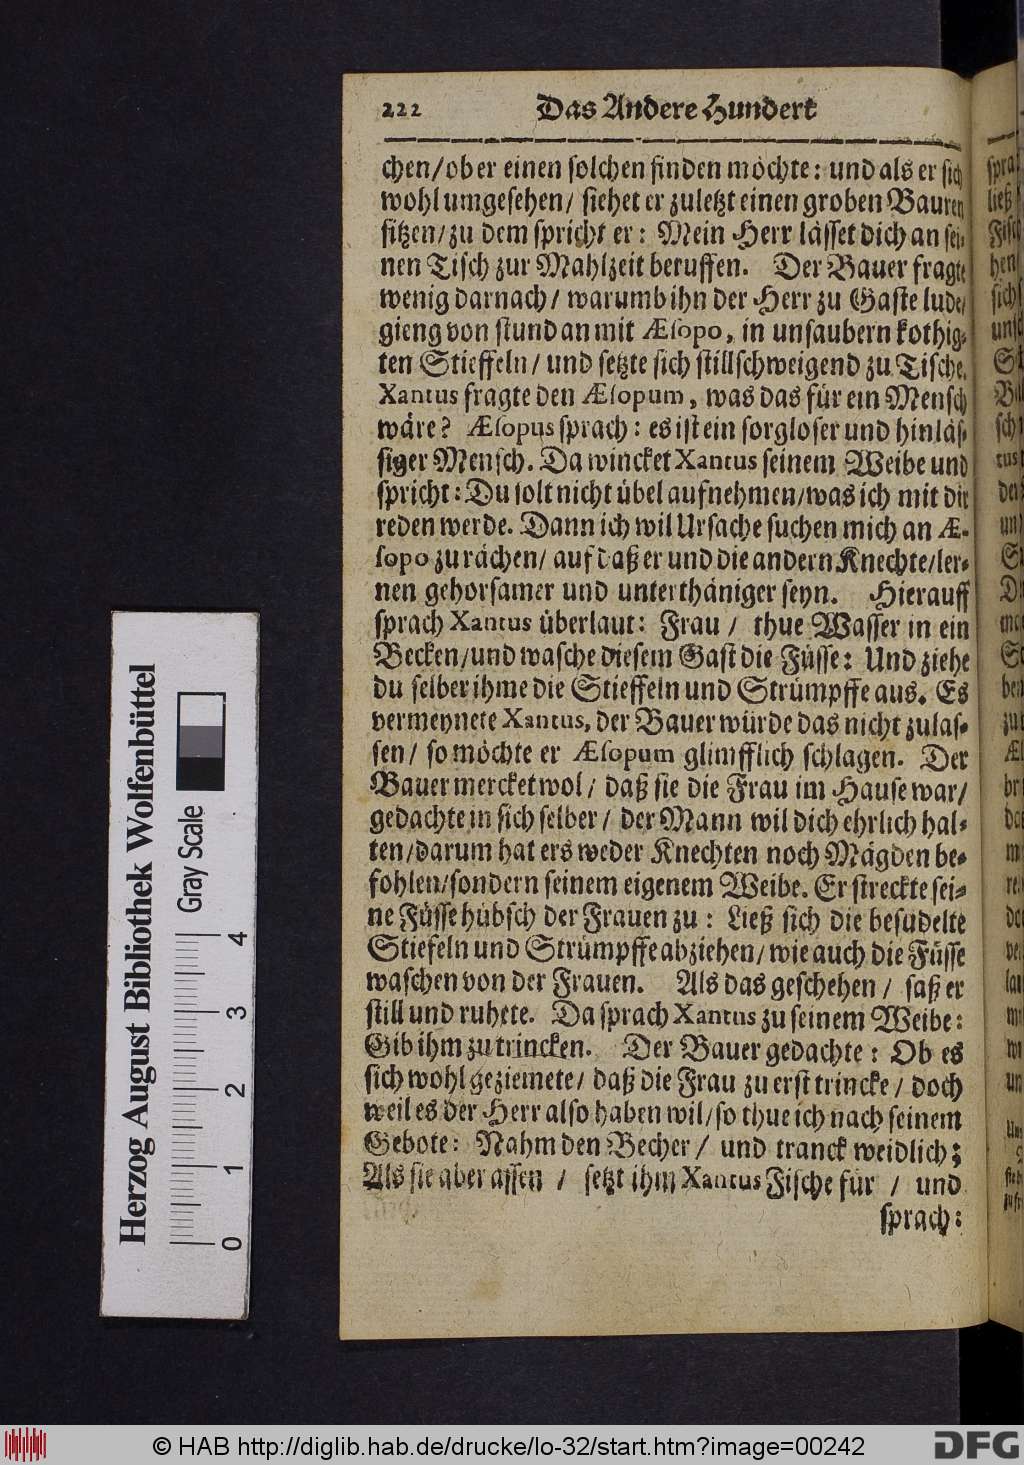 222 Das Andere Hundert
chen/ob er einen solchen finden möchte: und als er sich
wohl umgesehen/ siehet er zuletzt einen groben Bauren
sitzen/zu dem spricht er: Mein Herr lässet dich an sei-
nen Tisch zur Mahlzeit beruffen. Der Bauer fragte
wenig darnach/ warumb ihn der Herr zu Gaste lude/
gieng von stund an mit Æsopo, in unsaubern kothig-
ten Stieffeln/ und setzte sich stillschweigend zu Tische.
Xantus fragte den Æsopum, was das für ein Mensch
wäre? Æsopus sprach: es ist ein sorgloser und hinläs-
siger Mensch. Da wincket Xantus seinem Weibe und
spricht: Du solt nicht übel aufnehmen/was ich mit dir
reden werde. Dann ich wil Ursache suchen mich an Æ-
sopo zu rächen/ auf daß er und die andern Knechte/ler-
nen gehorsamer und unterthäniger seyn. Hierauff
sprach Xantus überlaut: Frau/ thue Wasser in ein
Becken/und wasche diesem Gast die Füsse: Und ziehe
du selber ihme die Stieffeln und Strümpffe aus. Es
vermeynete Xantus, der Bauer würde das nicht zulas-
sen/ so möchte er Æsopum glimfflich schlagen. Der
Bauer mercket wol/ daß sie die Frau im Hause war/
gedachte in sich selber/ der Mann wil dich ehrlich hal-
ten/darum hat ers weder Knechten noch Mägden be-
fohlen/sondern seinem eigenem Weibe. Er streckte sei-
ne Füsse hübsch der Frauen zu: Ließ sich die besudelte
Stiefeln und Strümpffe abziehen/ wie auch die Füsse
waschen von der Frauen. Als das geschehen/ saß er
still und ruhete. Da sprach Xantus zu seinem Weibe:
Gib ihm zu trincken. Der Bauer gedachte: Ob es
sich wohl geziemete/ daß die Frau zu erst trincke/ doch
weil es der Herr also haben wil/so thue ich nach seinem
Gebote: Nahm den Becher/ und tranck weidlich;
Als sie aber assen/ setzt ihm Xantus Fische für/ und
sprach:
Herzog August Bibliothek Wolfenbüttel
Gray Scale
0 1 2 3 4
© HAB http://diglib.hab.de/drucke/lo-32/start.htm?image=00242
DFG